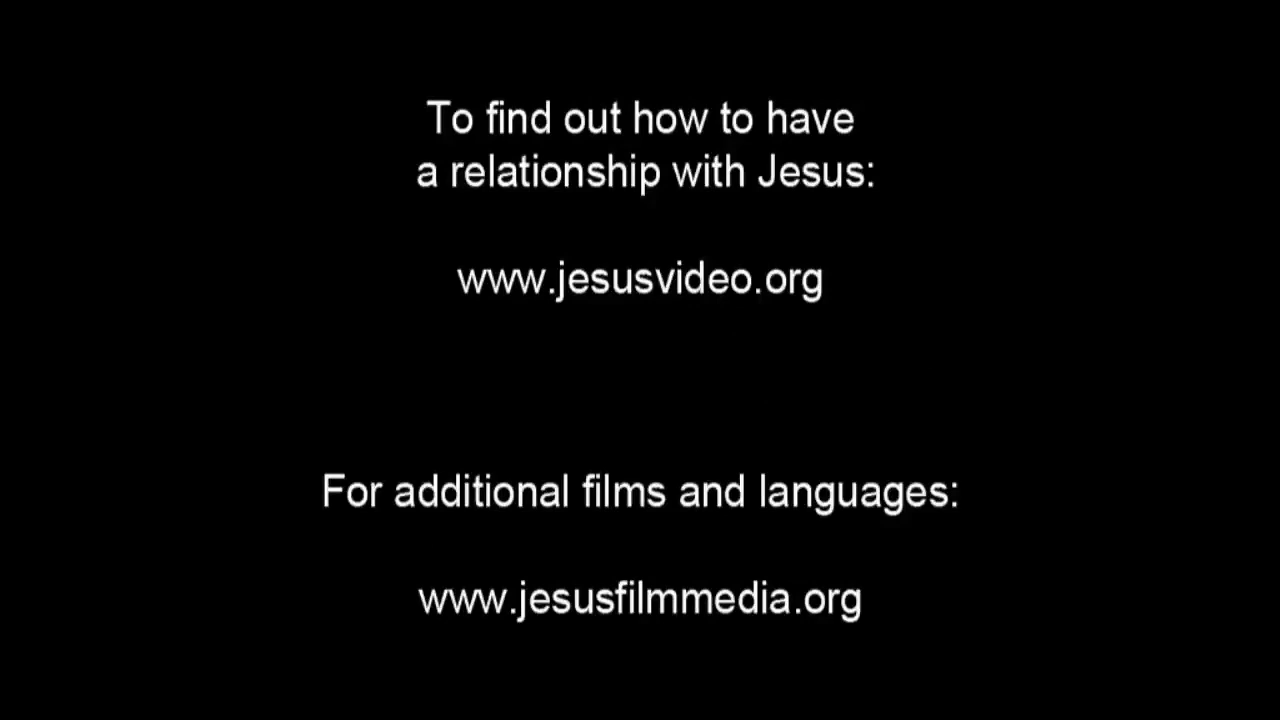 To find out how to have
a relationship with Jesus:
www.jesusvideo.org
For additional films and languages:
www.jesusfilmmedia.org